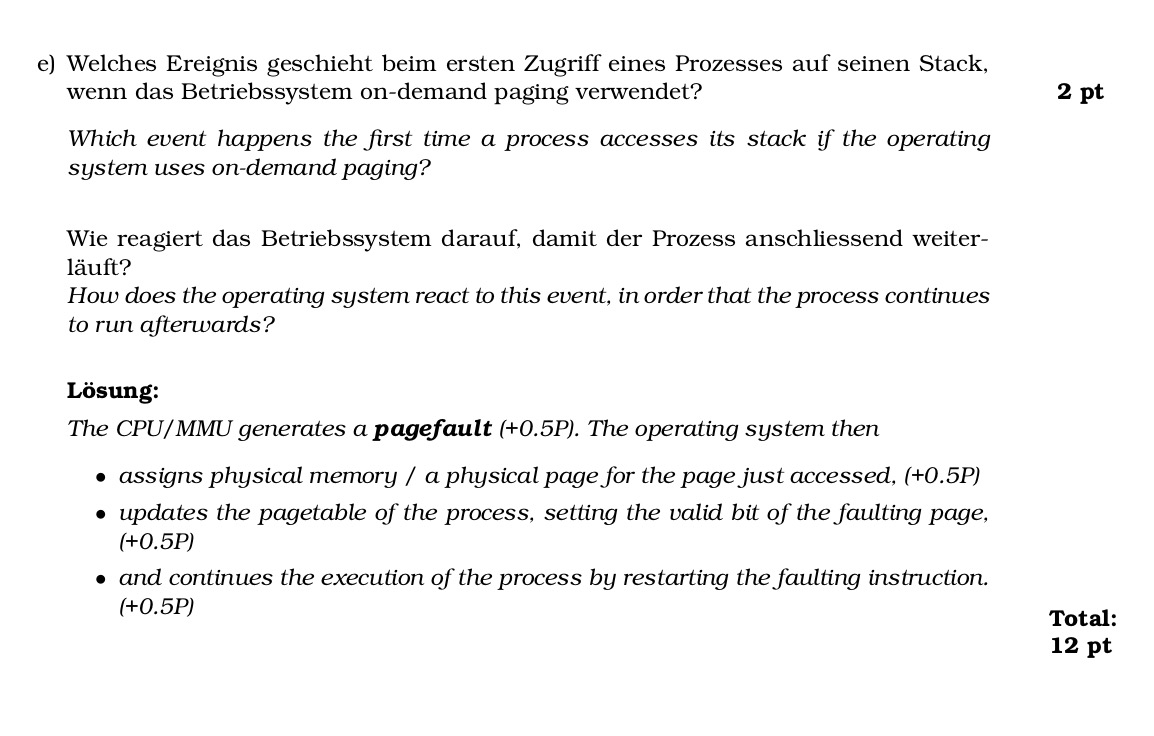 e) Welches Ereignis geschieht beim ersten Zugriff eines Prozesses auf seinen Stack,
wenn das Betriebssystem on-demand paging verwendet?
2 pt
Which event happens the first time a process accesses its stack if the operating
system uses on-demand paging?
Wie reagiert das Betriebssystem darauf, damit der Prozess anschliessend weiter-
läuft?
How does the operating system react to this event, in order that the process continues
to run afterwards?
Lösung:
The CPU/MMU generates a pagefault (+0.5P). The operating system then
• assigns physical memory / a physical page for the page just accessed, (+0.5P)
• updates the pagetable of the process, setting the valid bit of the faulting page,
(+0.5P)
• and continues the execution of the process by restarting the faulting instruction.
(+0.5P)
Total:
12 pt